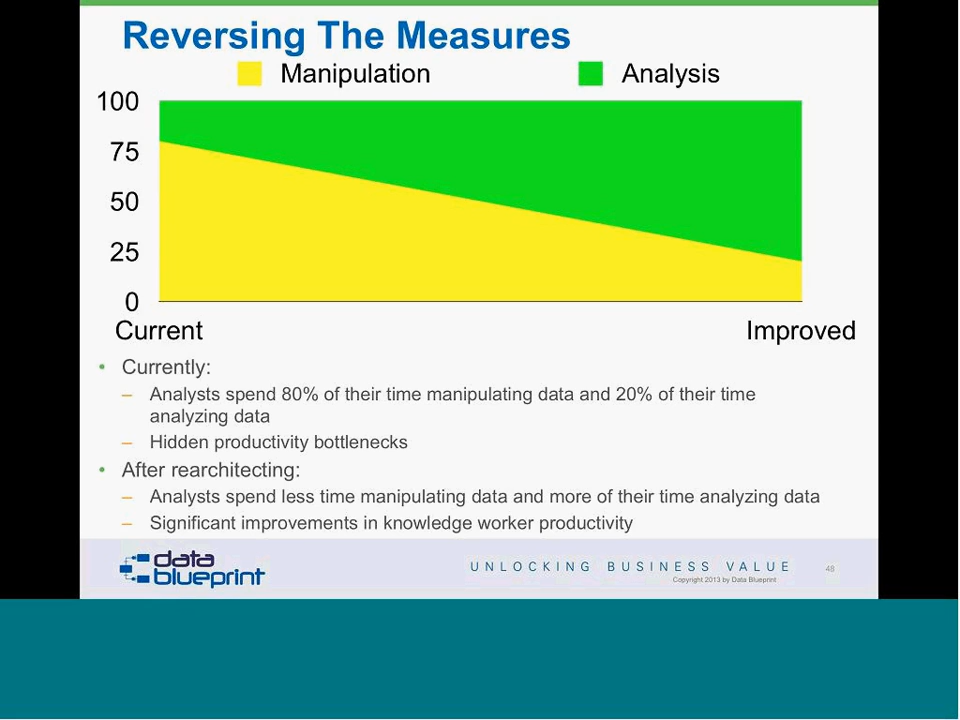 Reversing The Measures
Manipulation
Analysis
100
75
50
25
0
Current
Improved
• Currently:
– Analysts spend 80% of their time manipulating data and 20% of their time
analyzing data
– Hidden productivity bottlenecks
• After rearchitecting:
– Analysts spend less time manipulating data and more of their time analyzing data
– Significant improvements in knowledge worker productivity
data
blueprint
UNLOCKING BUSINESS VALUE
48
Copyright 2013 by Data Blueprint